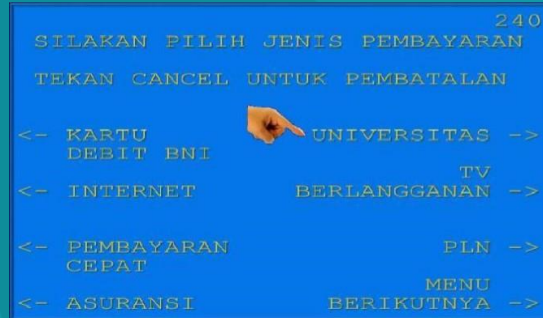 240
SILAKAN PILIH JENIS PEMBAYARAN
TEKAN CANCEL UNTUK PEMBATALAN
<- KARTU DEBIT BNI
UNIVERSITAS ->
<- INTERNET
TV BERLANGGANAN ->
<- PEMBAYARAN CEPAT
PLN ->
<- ASURANSI
MENU BERIKUTNYA ->